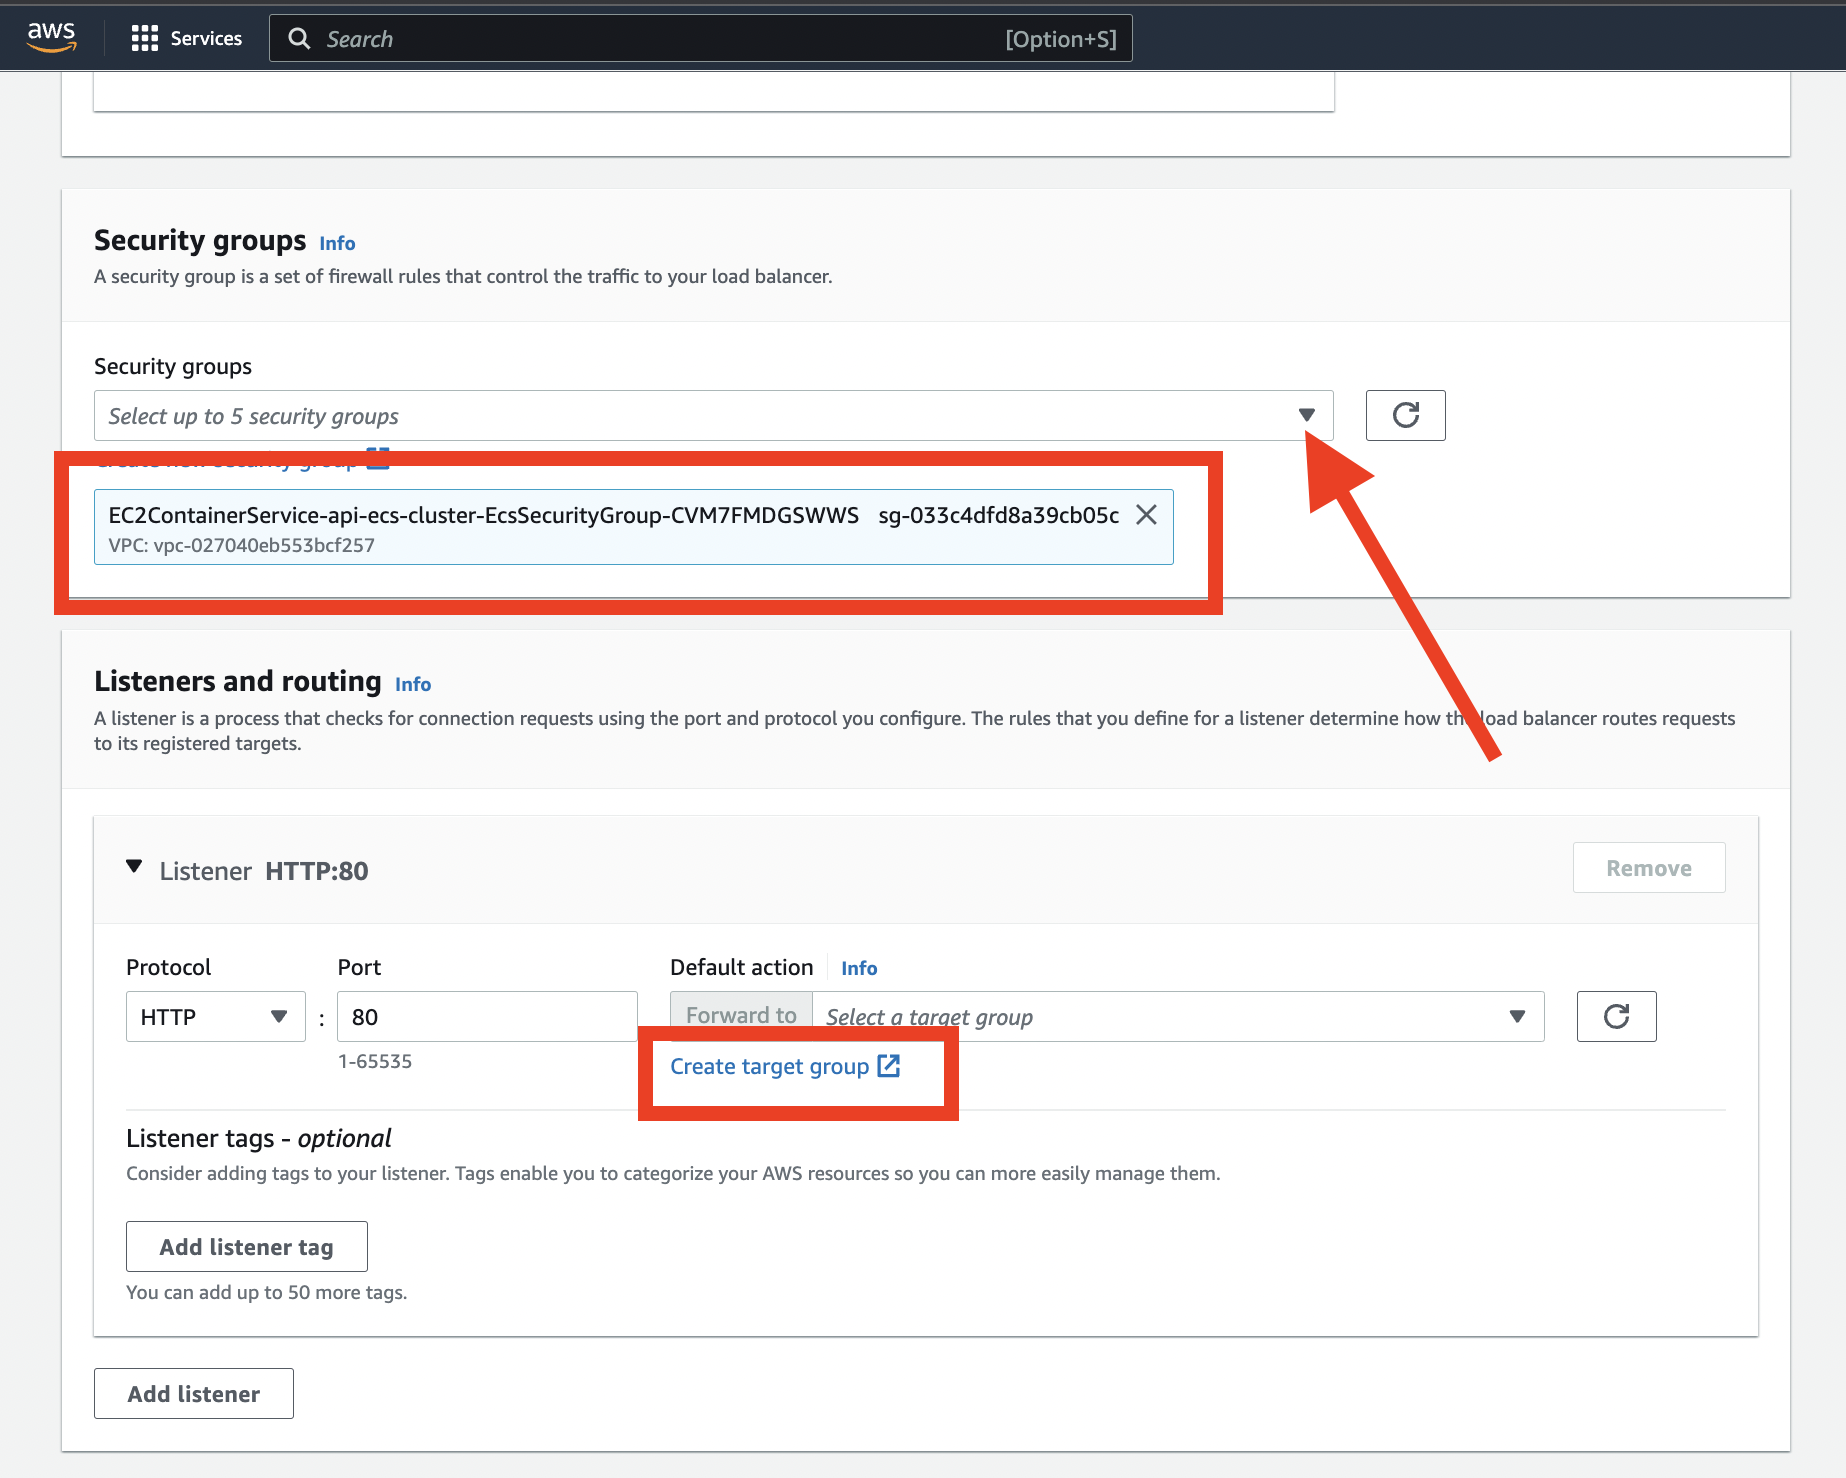 aws
Services
Search
[Option+S]
Security groups Info
A security group is a set of firewall rules that control the traffic to your load balancer.
Security groups
Select up to 5 security groups
Create new security group
EC2ContainerService-api-ecs-cluster-EcsSecurityGroup-CVM7FMDGSWWS sg-033c4dfd8a39cb05c
VPC: vpc-027040eb553bcf257
Listeners and routing Info
A listener is a process that checks for connection requests using the port and protocol you configure. The rules that you define for a listener determine how the load balancer routes requests
to its registered targets.
Listener HTTP:80
Remove
Protocol Port Default action Info
HTTP : 80 Forward to Select a target group
1-65535
Create target group
Listener tags - optional
Consider adding tags to your listener. Tags enable you to categorize your AWS resources so you can more easily manage them.
Add listener tag
You can add up to 50 more tags.
Add listener